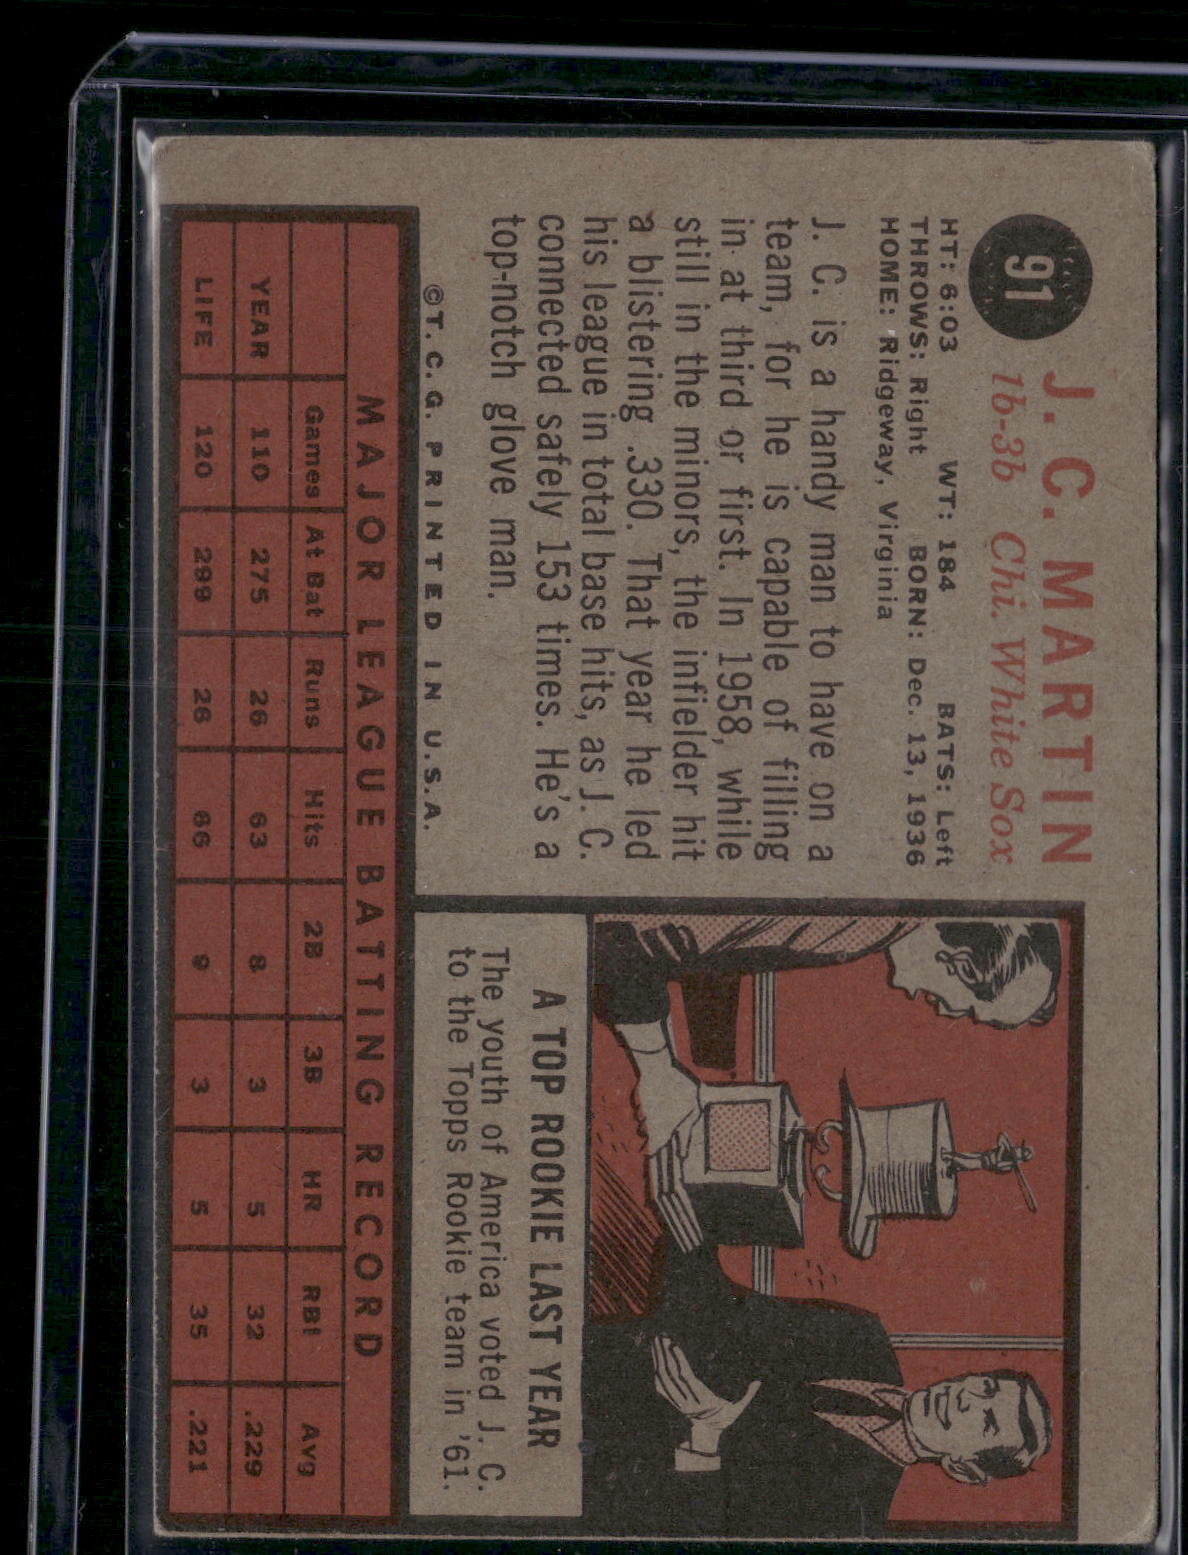 91
J. C. MARTIN
1b-3b Chi. White Sox
HT: 6:03 WT: 184 BATS: Left
THROWS: Right BORN: Dec. 13, 1936
HOME: Ridgeway, Virginia
J. C. is a handy man to have on a
team, for he is capable of filling
in at third or first. In 1958, while
still in the minors, the infielder hit
a blistering .330. That year he led
his league in total base hits, as J. C.
connected safely 153 times. He's a
top-notch glove man.
©T. C. G. PRINTED IN U.S.A.
A TOP ROOKIE LAST YEAR
The youth of America voted J. C.
to the Topps Rookie team in '61.
MAJOR LEAGUE BATTING RECORD
Games At Bat Runs Hits 2B 3B HR RBI Avg
YEAR 110 275 26 63 8 3 5 32 .229
LIFE 120 299 28 66 9 3 5 35 .221